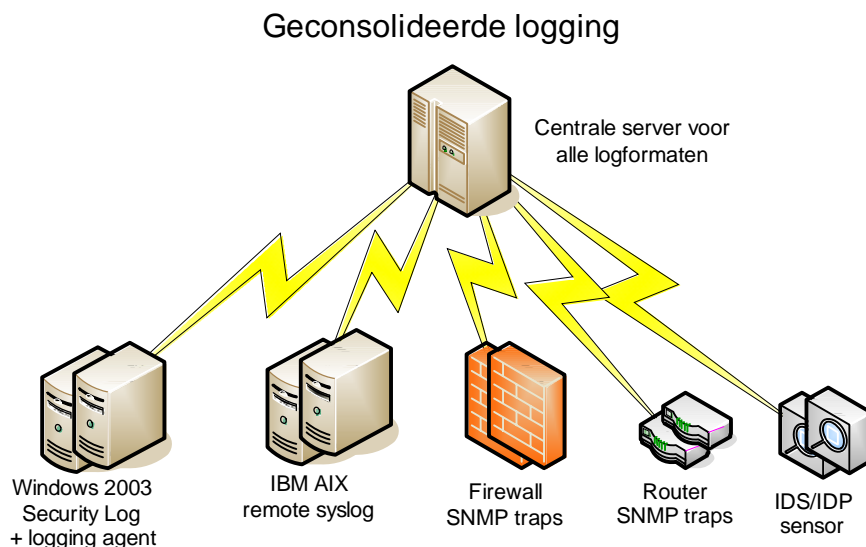 Geconsolideerde logging
Centrale server voor
alle logformaten
Windows 2003
Security Log
+ logging agent
IBM AIX
remote syslog
Firewall
SNMP traps
Router
SNMP traps
IDS/IDP
sensor